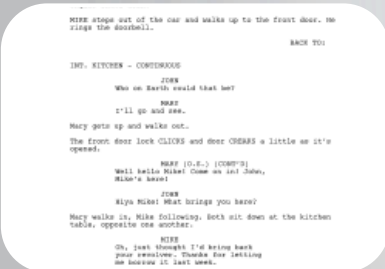 MIKE steps out of the car and walks up to the front door. He
rings the doorbell.
BACK TO:
INT. KITCHEN - CONTINUOUS
JOHN
Who on Earth could that be?
MARY
I'll go and see.
Mary gets up and walks out.
The front door lock CLICKS and door CREAKS a little as it's
opened.
MARY (O.S.) (CONT'D)
Well hello Mike! Come on in! John,
Mike's here!
JOHN
Hiya Mike! What brings you here?
Mary walks in, Mike following. Both sit down at the kitchen
table, opposite one another.
MIKE
Oh, just thought I'd bring back
your revolver. Thanks for letting
me borrow it last week.